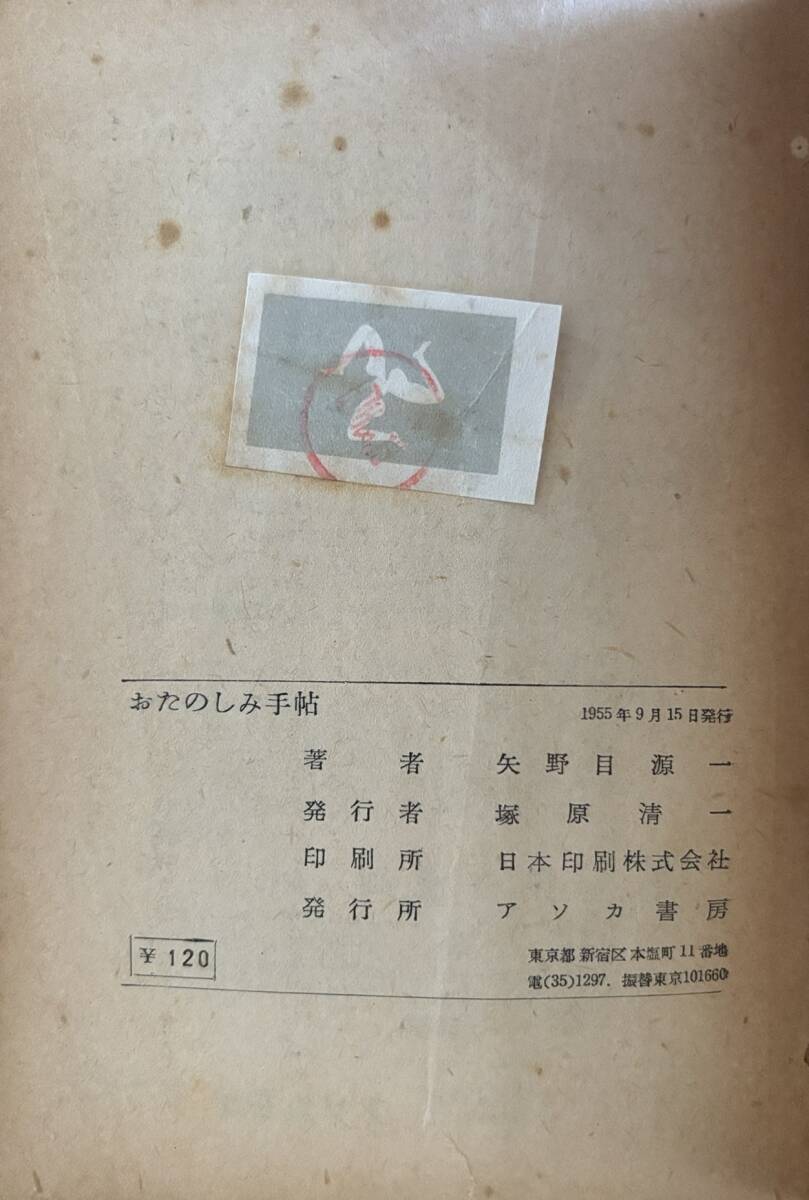 おたのしみ手帖
1955年9月15日発行
著者 矢野目源一
発行者 塚原清一
印刷所 日本印刷株式会社
発行所 アソカ書房
¥120
東京都新宿区本塩町11番地
電(35)1297. 振替東京101660